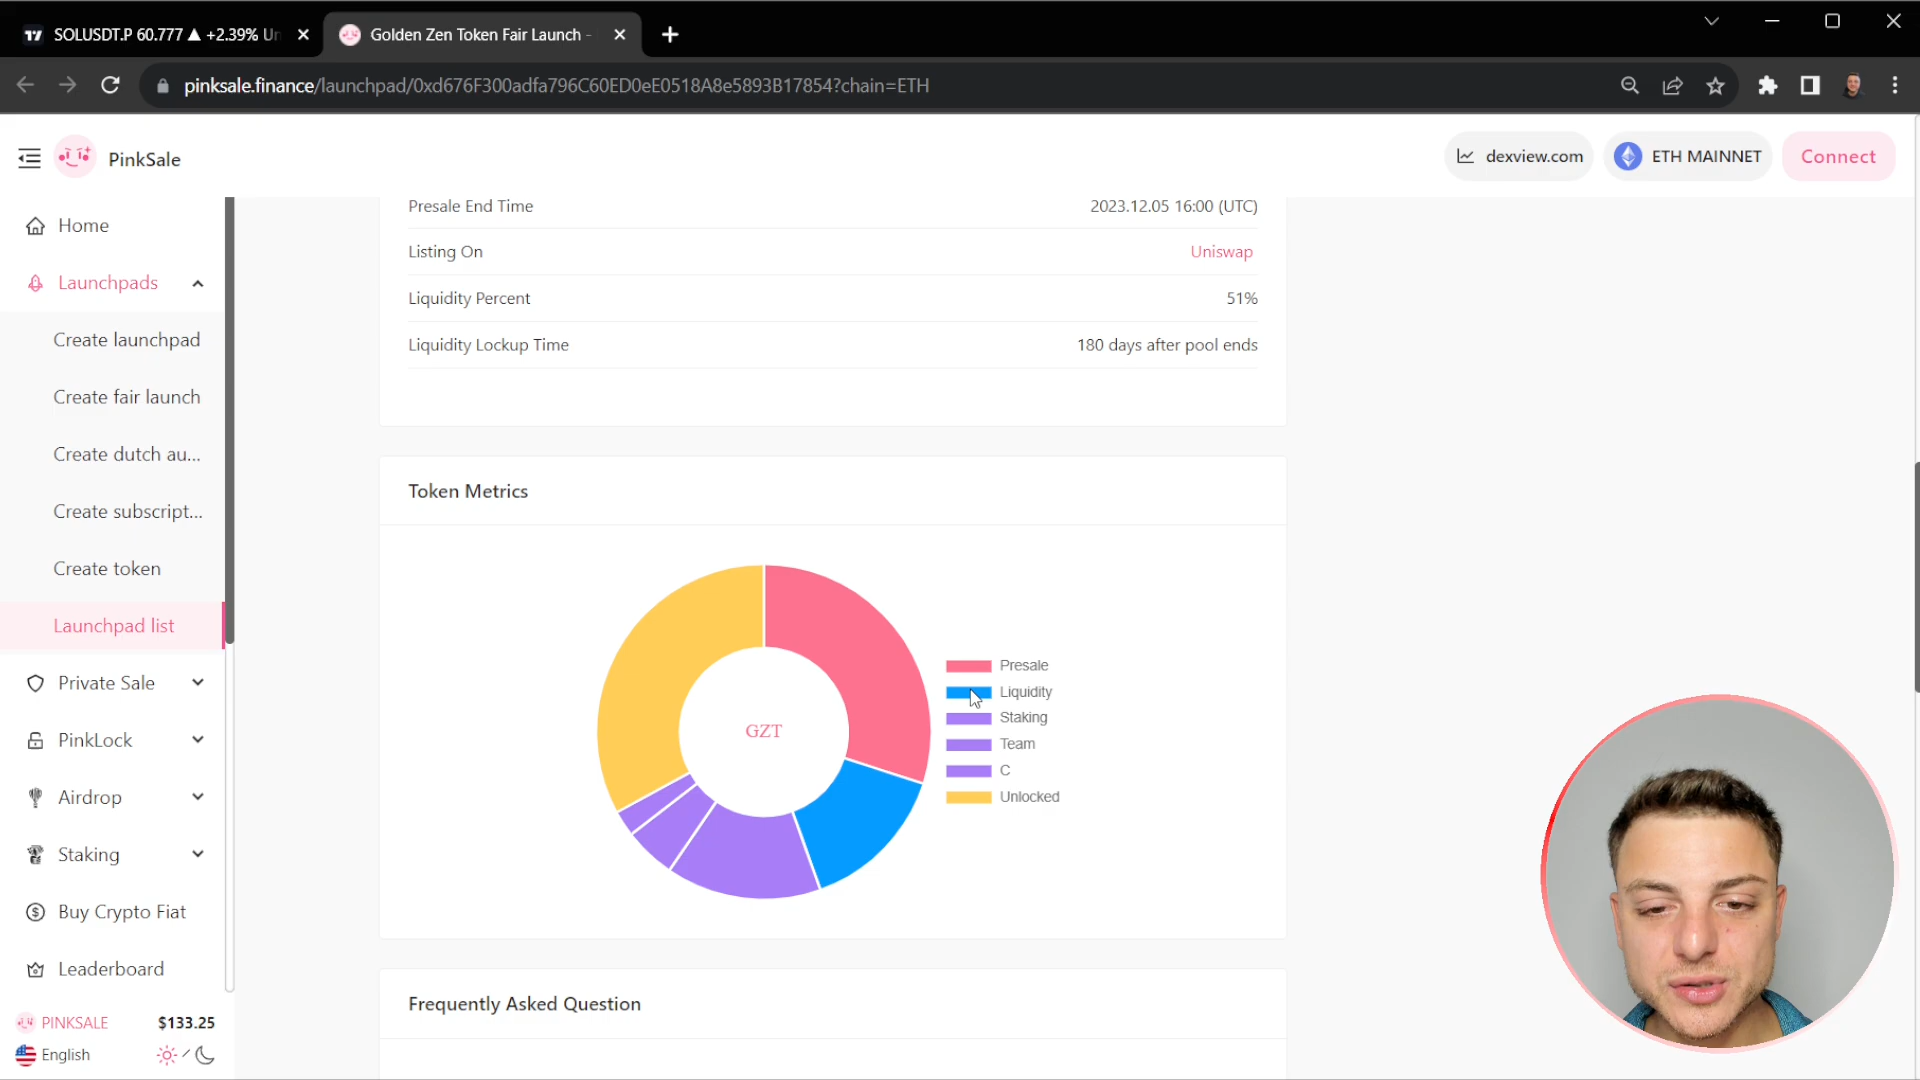 SOLUSDT.P 60.777 ▲ +2.39% Un
Golden Zen Token Fair Launch -
pinksale.finance/launchpad/0xd676F300adfa796C60ED0eE0518A8e5893B17854?chain=ETH
PinkSale
dexview.com
ETH MAINNET
Connect
Home
Launchpads
Create launchpad
Create fair launch
Create dutch au...
Create subscript...
Create token
Launchpad list
Private Sale
PinkLock
Airdrop
Staking
Buy Crypto Fiat
Leaderboard
PINKSALE $133.25
English
Presale End Time 2023.12.05 16:00 (UTC)
Listing On Uniswap
Liquidity Percent 51%
Liquidity Lockup Time 180 days after pool ends
Token Metrics
GZT
Presale
Liquidity
Staking
Team
C
Unlocked
Frequently Asked Question